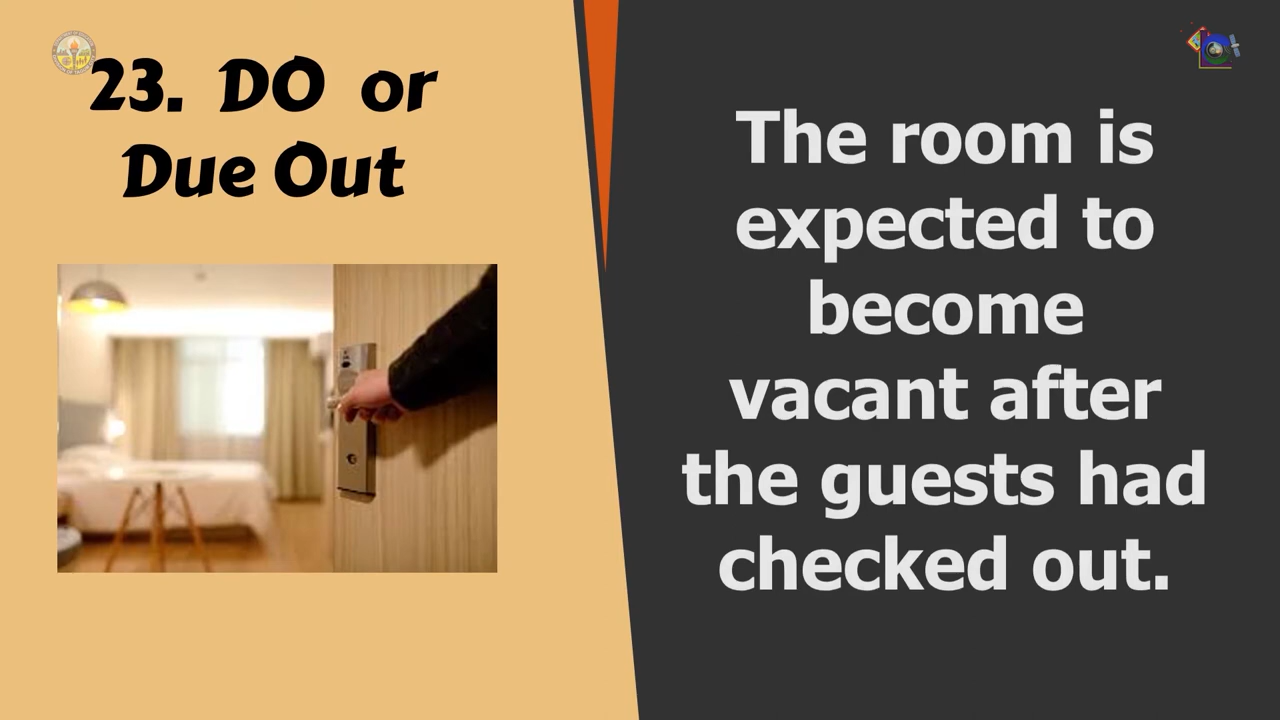 23. DO or
Due Out
The room is
expected to
become
vacant after
the guests had
checked out.